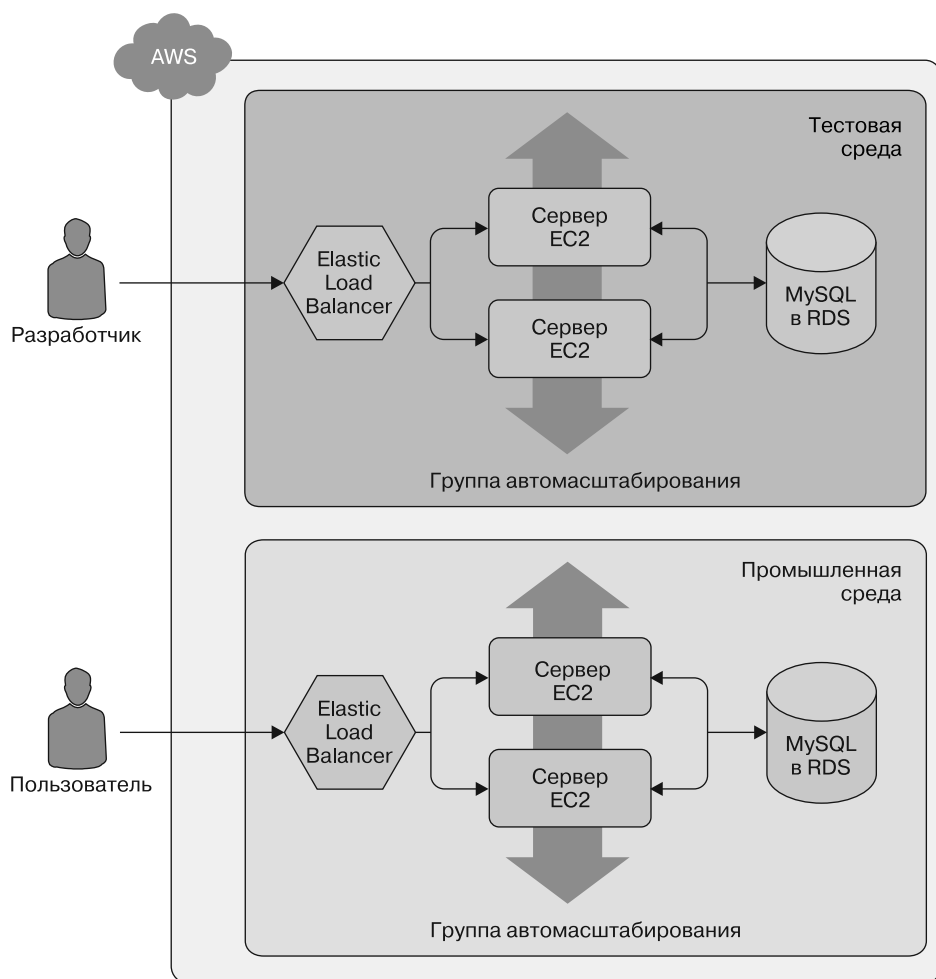 AWS
Тестовая
среда
Сервер
EC2
Elastic
Load
Balancer
MySQL
в RDS
Сервер
EC2
Разработчик
Группа автомасштабирования
Промышленная
среда
Сервер
EC2
Elastic
Load
Balancer
MySQL
в RDS
Сервер
EC2
Пользователь
Группа автомасштабирования